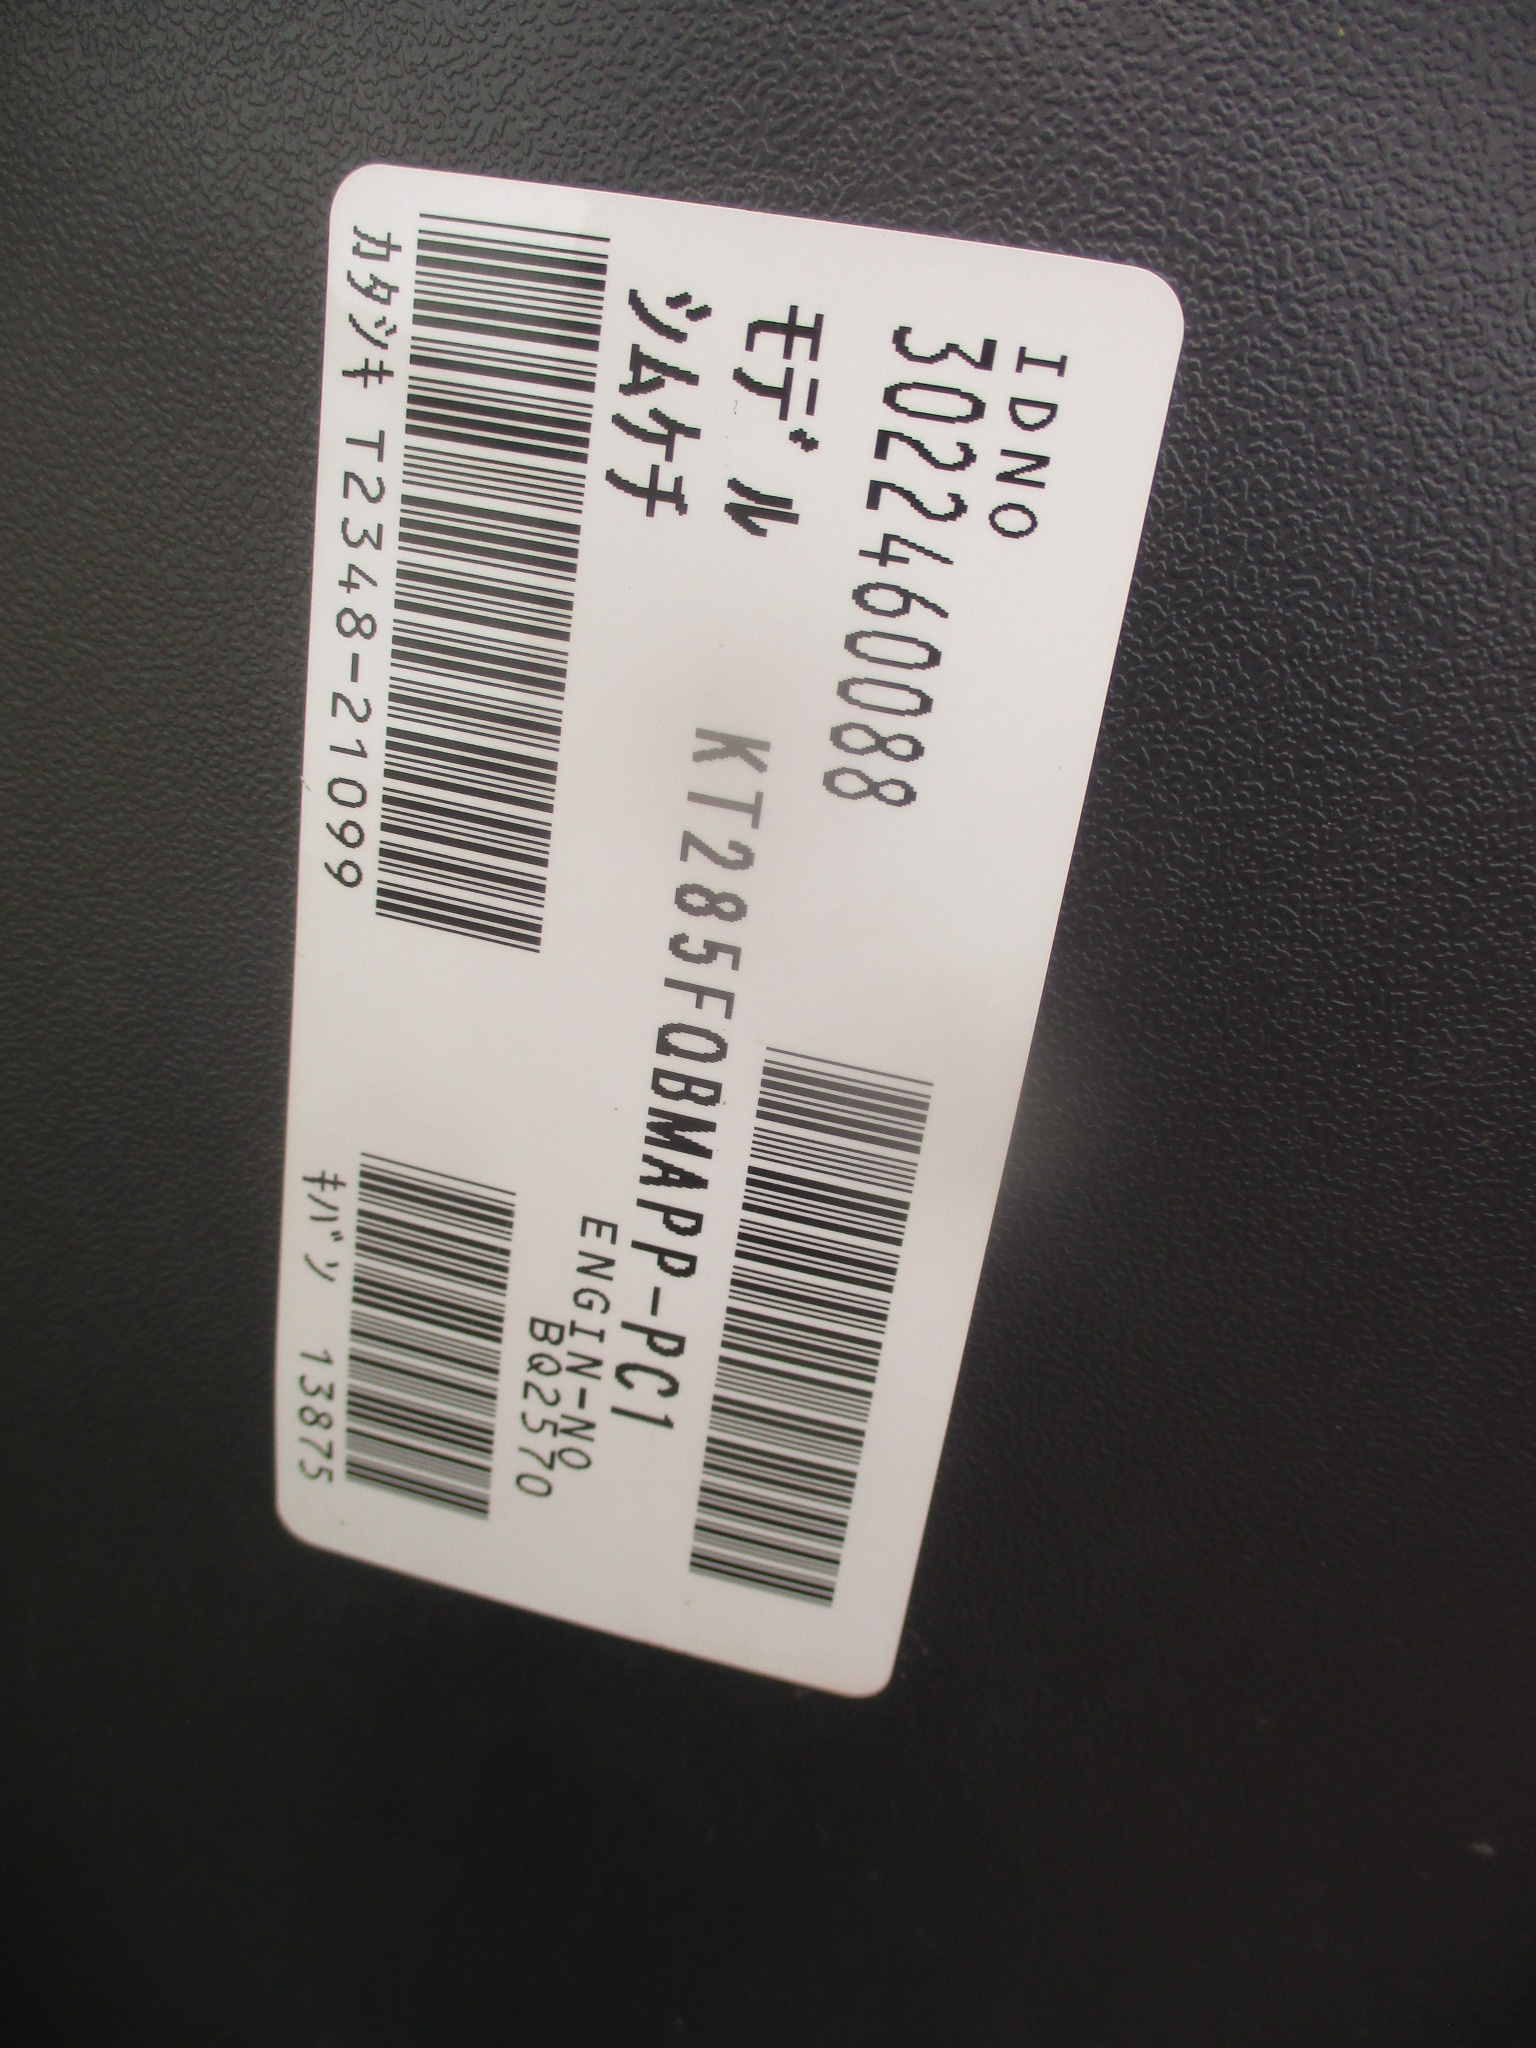 IDNO
3022460088
モデル KT285FQBMAPP-PC1
シムケチ
ENGIN-NO
BQ2570
カタシキ T2348-21099
キバン 13875